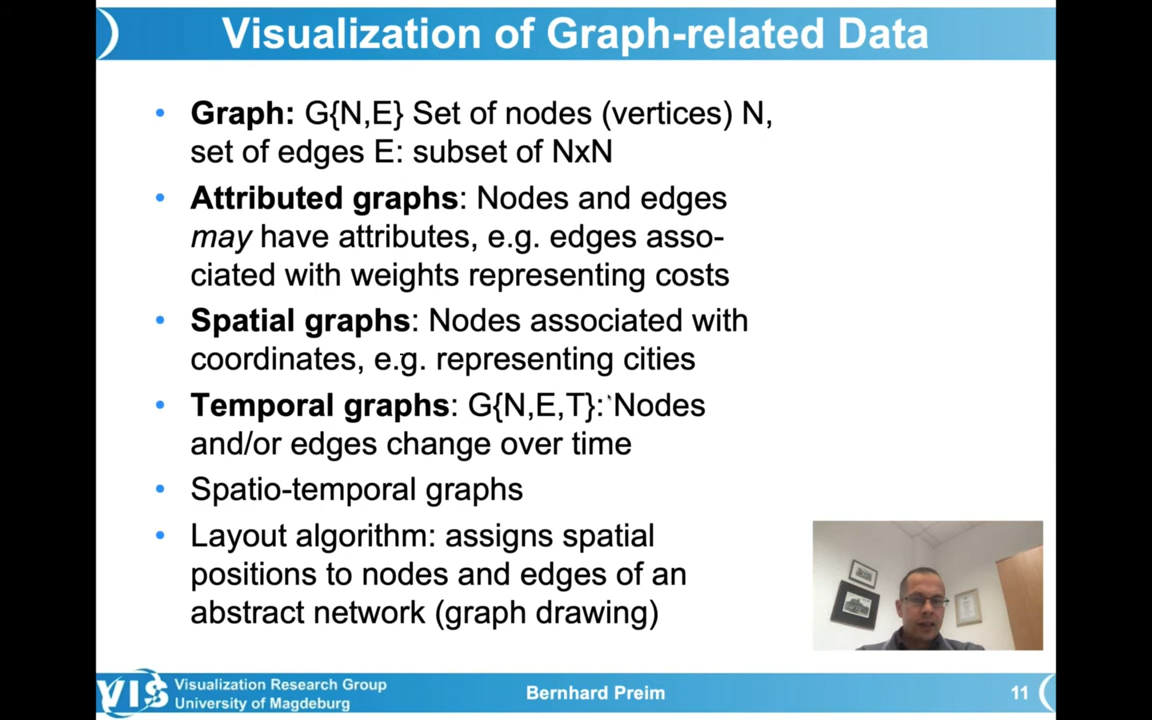 Visualization of Graph-related Data
• Graph: G{N,E} Set of nodes (vertices) N,
set of edges E: subset of NxN
• Attributed graphs: Nodes and edges
may have attributes, e.g. edges asso-
ciated with weights representing costs
• Spatial graphs: Nodes associated with
coordinates, e.g. representing cities
• Temporal graphs: G{N,E,T}: Nodes
and/or edges change over time
• Spatio-temporal graphs
• Layout algorithm: assigns spatial
positions to nodes and edges of an
abstract network (graph drawing)
VIS
Visualization Research Group
University of Magdeburg
Bernhard Preim
11